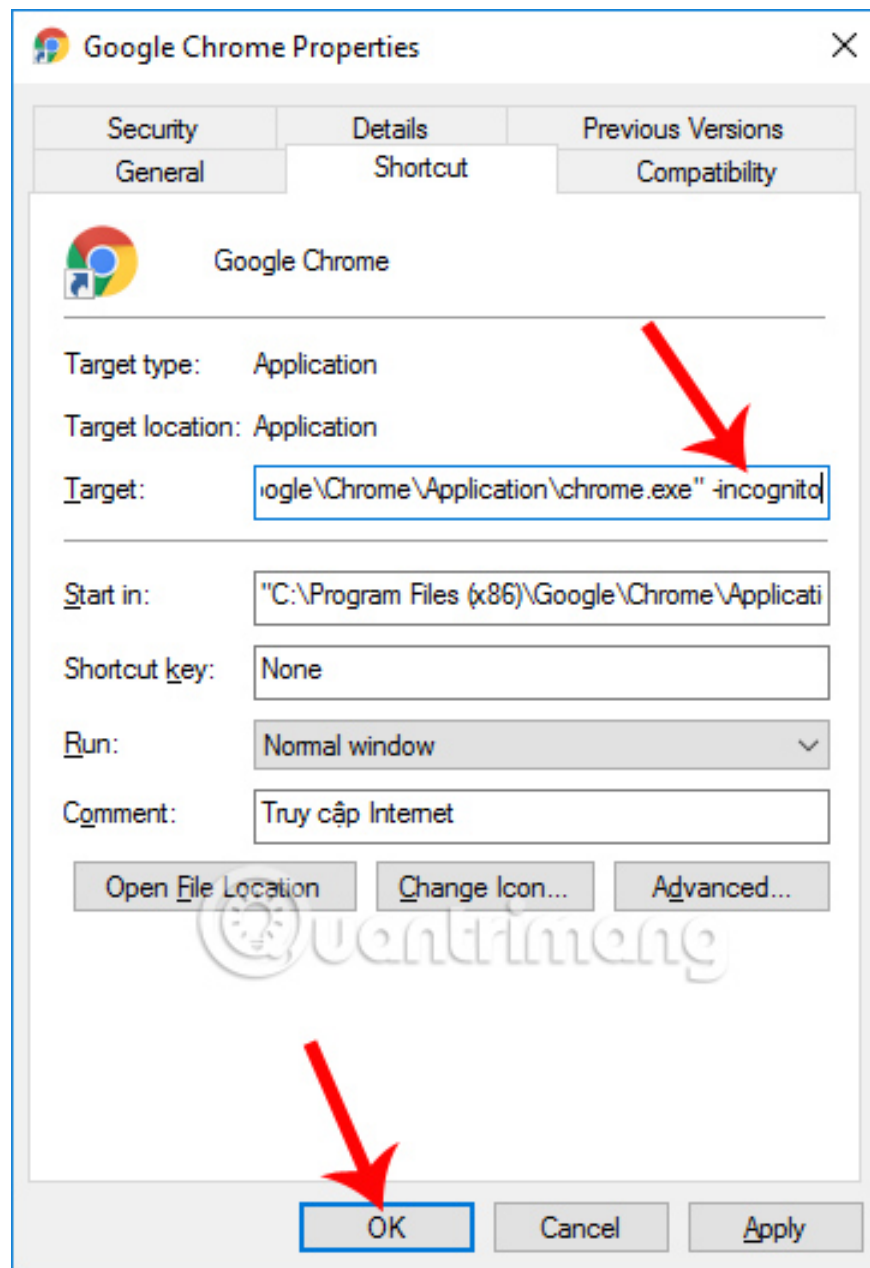 Google Chrome Properties
Security Details Previous Versions
General Shortcut Compatibility
Google Chrome
Target type: Application
Target location: Application
Target: ogle\Chrome\Application\chrome.exe" -incognito
Start in: "C:\Program Files (x86)\Google\Chrome\Applicati
Shortcut key: None
Run: Normal window
Comment: Truy cập Internet
Open File Location Change Icon... Advanced...
Quantrimang
OK Cancel Apply